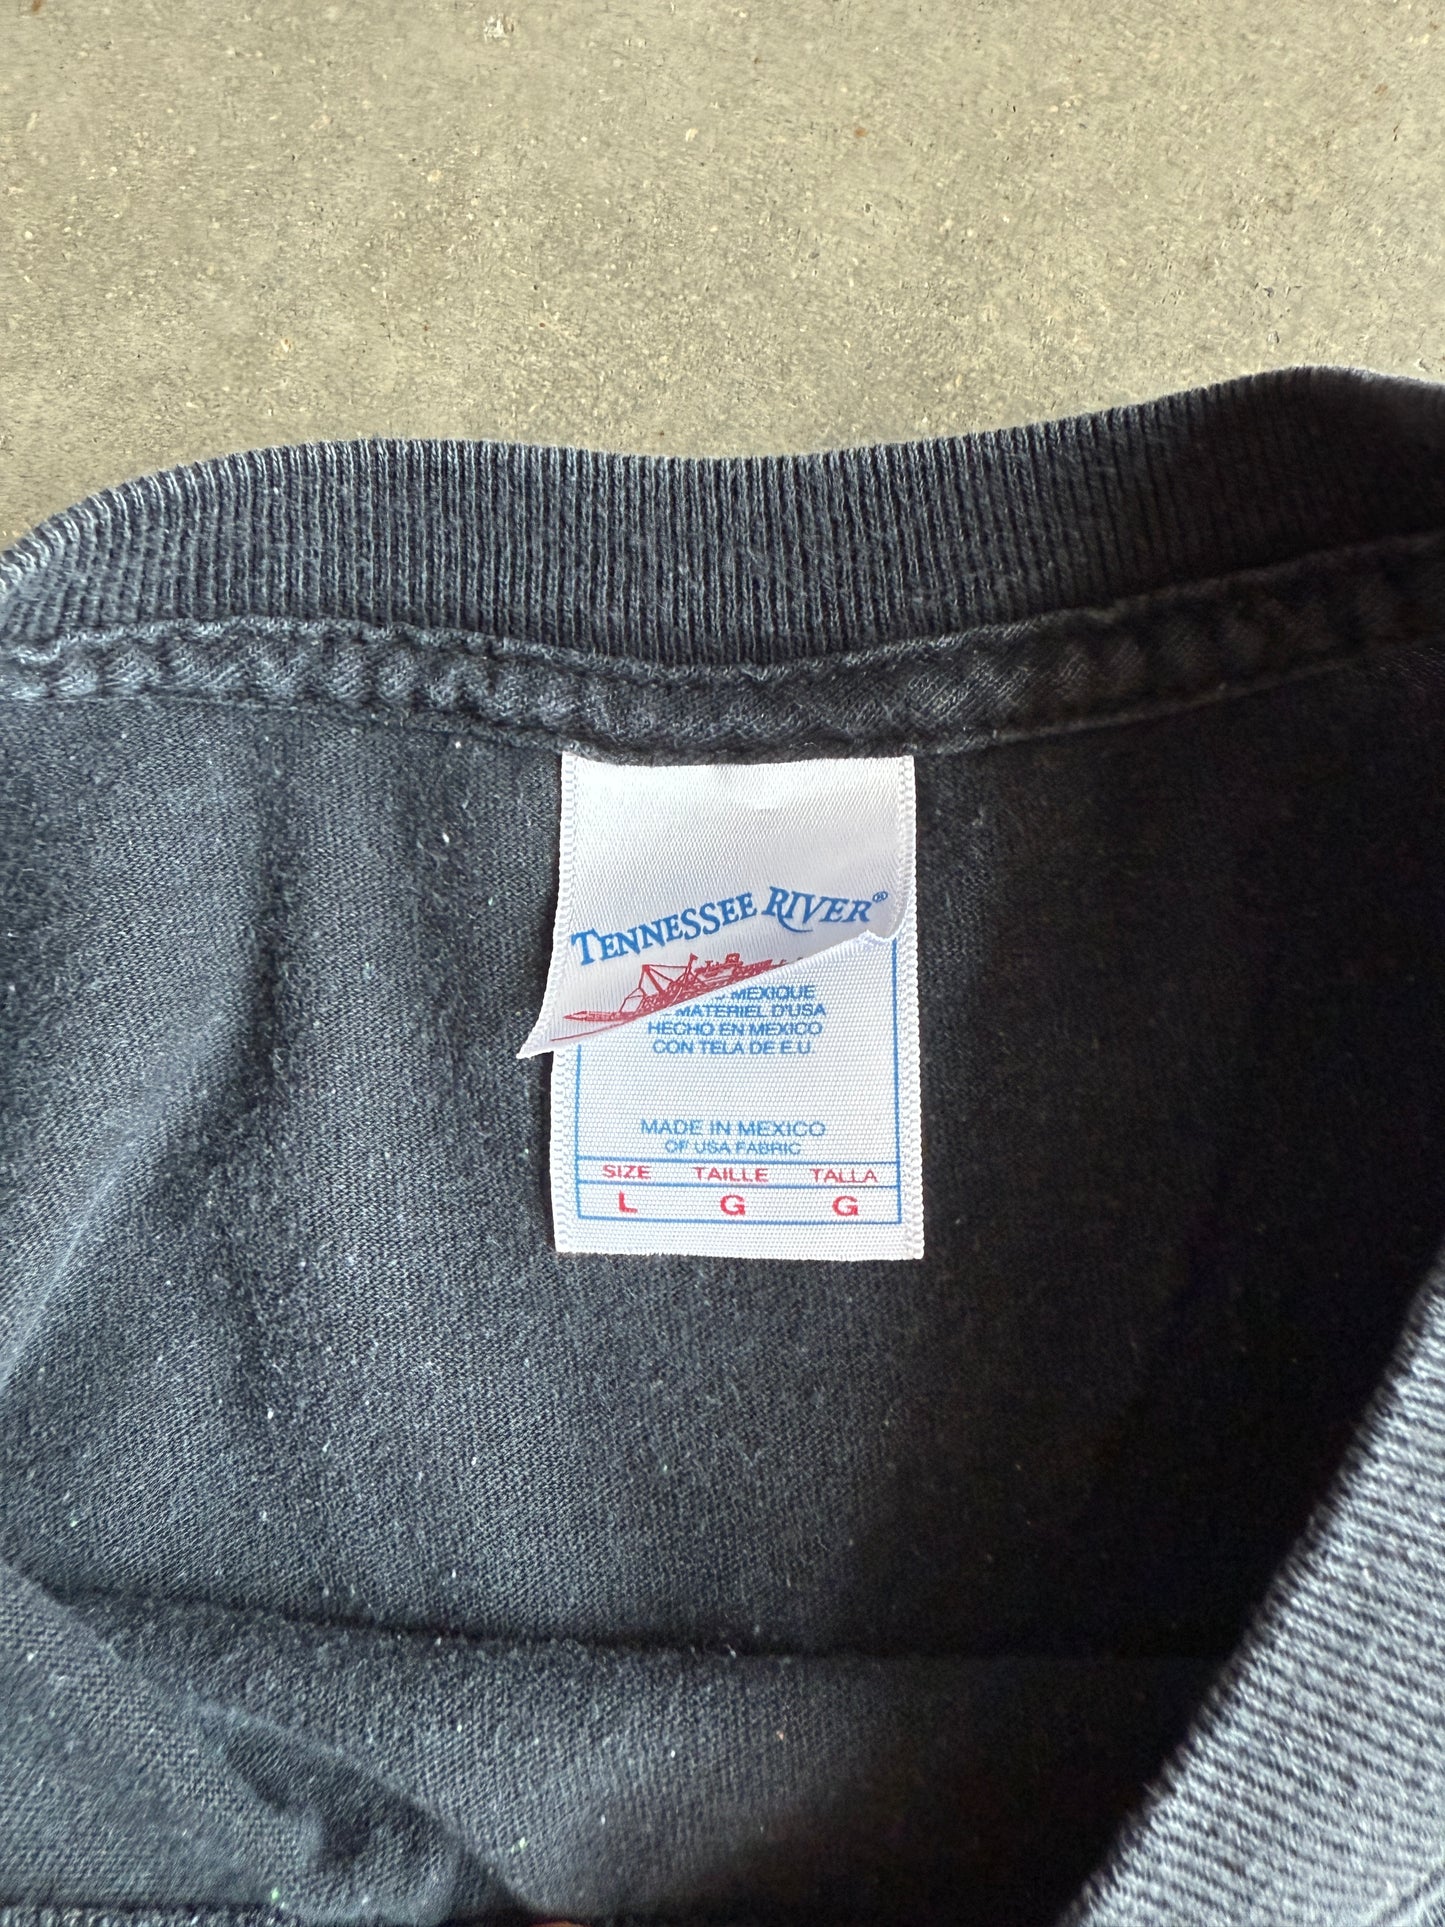 TENNESSEE RIVER®
MEXIQUE
MATERIEL D'USA
HECHO EN MEXICO
CON TELA DE E.U.
MADE IN MEXICO
OF USA FABRIC
SIZE TAILLE TALLA
L G G